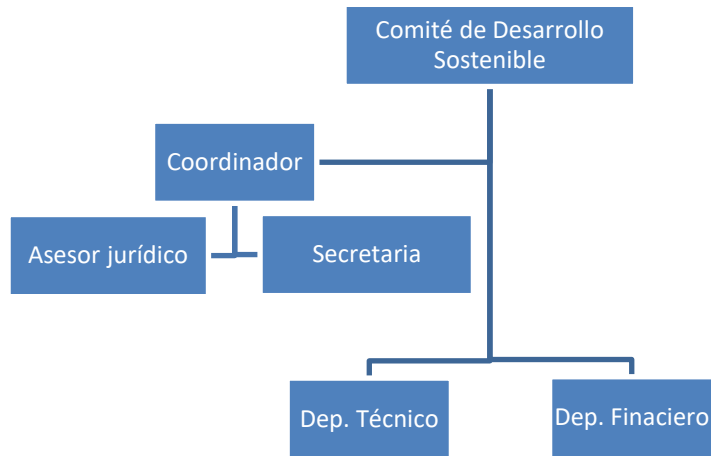 Comité de Desarrollo
Sostenible
Coordinador
Asesor jurídico
Secretaria
Dep. Técnico
Dep. Finaciero